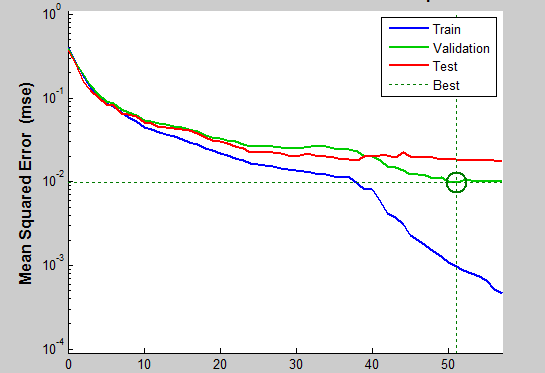 Train
Validation
Test
Best
Mean Squared Error (mse)
10^0
10^-1
10^-2
10^-3
10^-4
0 10 20 30 40 50